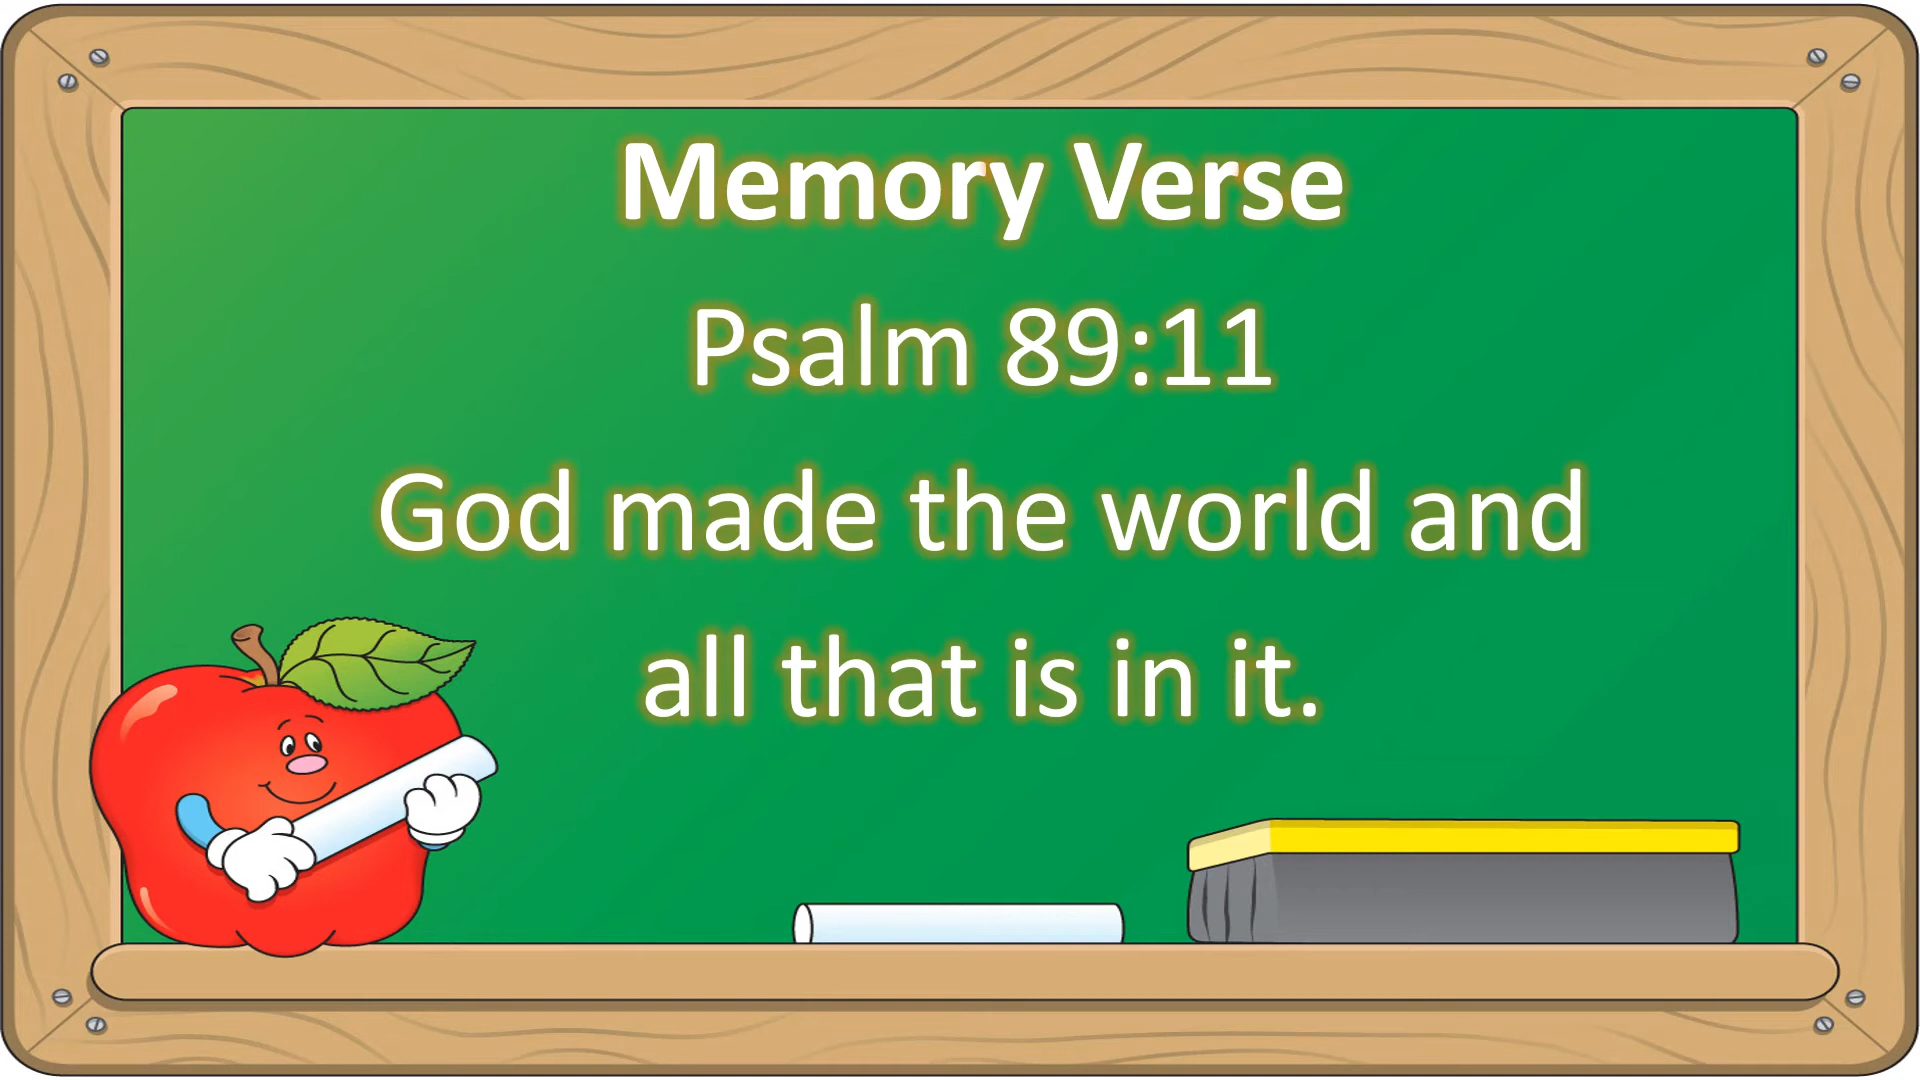 Memory Verse
Psalm 89:11
God made the world and
all that is in it.